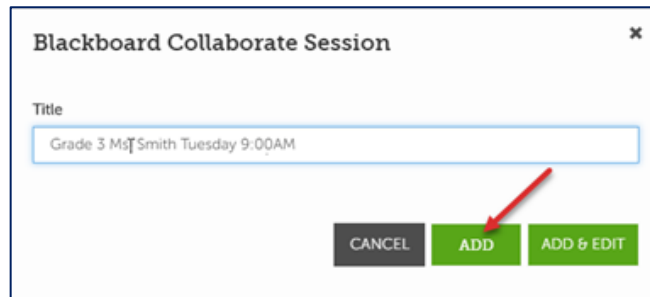 Blackboard Collaborate Session
Title
Grade 3 Ms. Smith Tuesday 9:00AM
CANCEL ADD ADD & EDIT